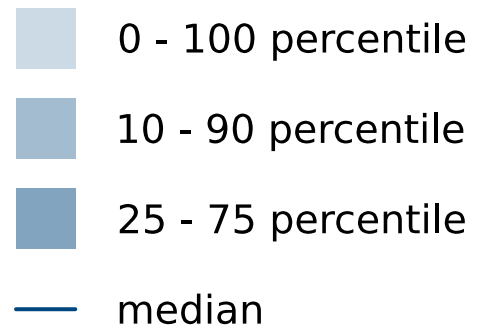 0 - 100 percentile
10 - 90 percentile
25 - 75 percentile
median